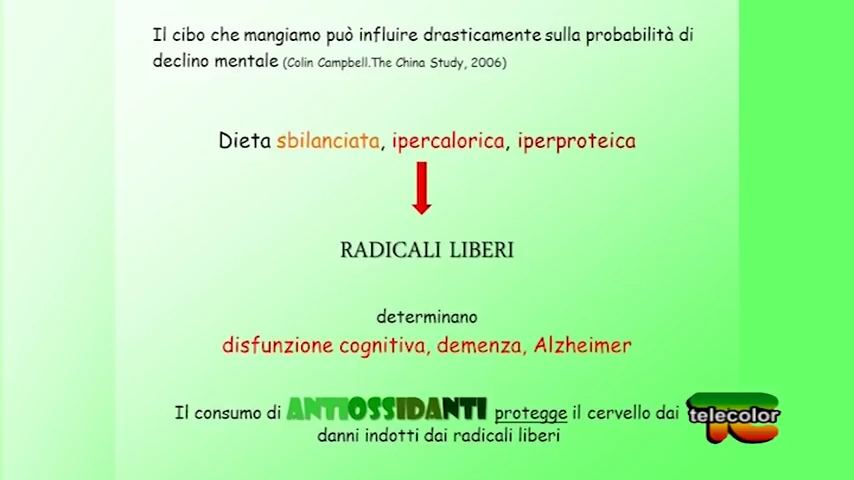 Il cibo che mangiamo può influire drasticamente sulla probabilità di
declino mentale (Colin Campbell.The China Study, 2006)
Dieta sbilanciata, ipercalorica, iperproteica
RADICALI LIBERI
determinano
disfunzione cognitiva, demenza, Alzheimer
Il consumo di ANTIOSSIDANTI protegge il cervello dai
danni indotti dai radicali liberi
TC
telecolor